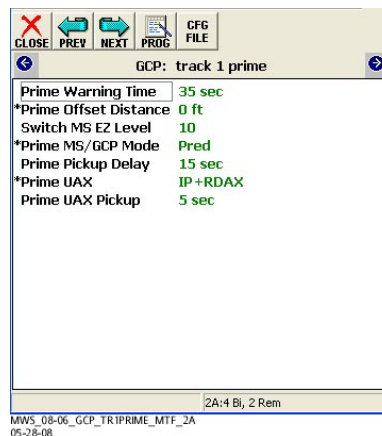 CLOSE PREV NEXT PROG CFG FILE
GCP: track 1 prime
Prime Warning Time 35 sec
*Prime Offset Distance 0 ft
Switch MS EZ Level 10
*Prime MS/GCP Mode Pred
Prime Pickup Delay 15 sec
*Prime UAX IP+RDAX
Prime UAX Pickup 5 sec
2A:4 Bi, 2 Rem
MWS_08-06_GCP_TR1PRIME_MTF_2A
05-28-08